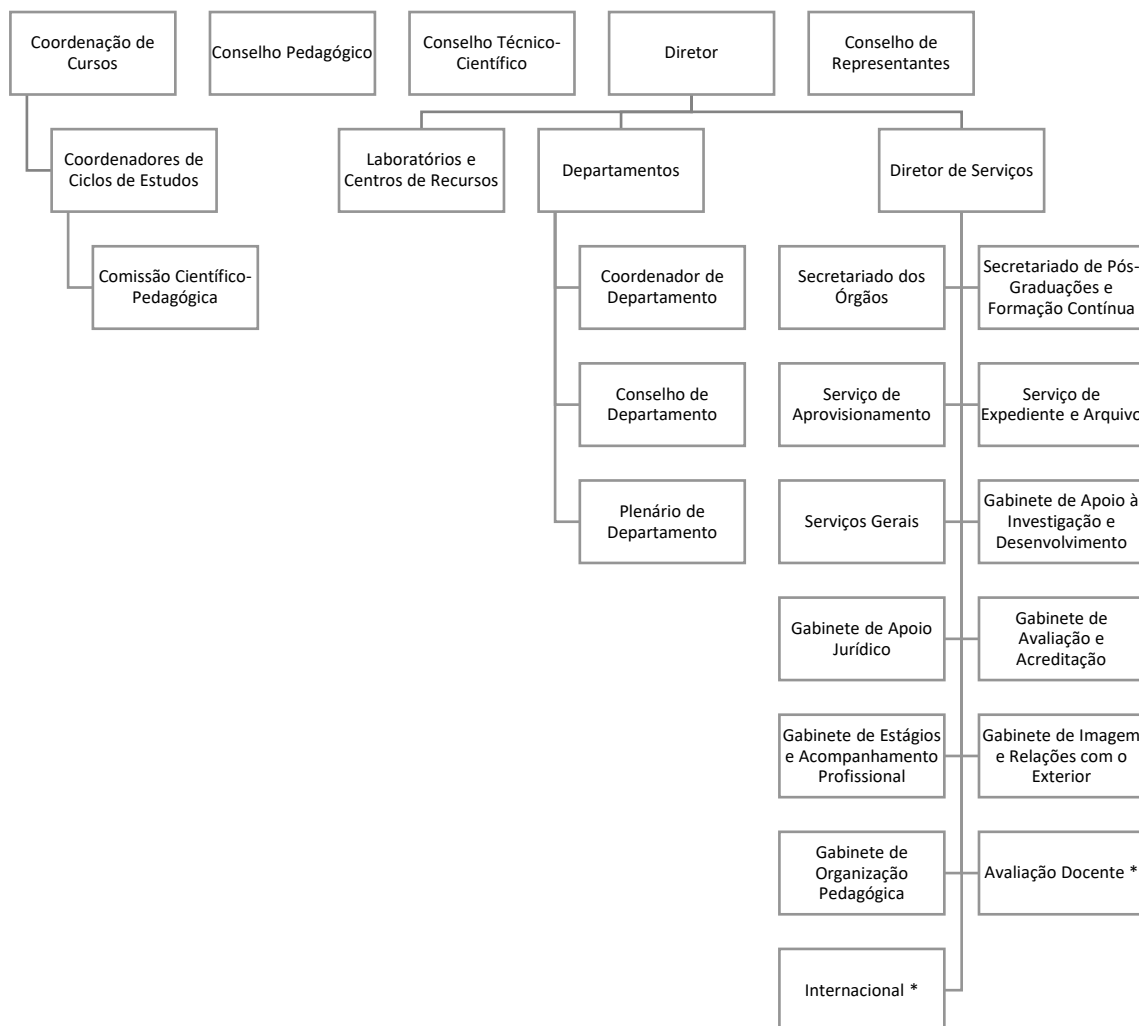 Coordenação de
Cursos
Conselho Pedagógico
Conselho Técnico-
Científico
Diretor
Conselho de
Representantes
Coordenadores de
Ciclos de Estudos
Laboratórios e
Centros de Recursos
Departamentos
Diretor de Serviços
Comissão Científico-
Pedagógica
Coordenador de
Departamento
Secretariado dos
Órgãos
Secretariado de Pós-
Graduações e
Formação Contínua
Conselho de
Departamento
Serviço de
Aprovisionamento
Serviço de
Expediente e Arquivo
Plenário de
Departamento
Serviços Gerais
Gabinete de Apoio à
Investigação e
Desenvolvimento
Gabinete de Apoio
Jurídico
Gabinete de
Avaliação e
Acreditação
Gabinete de Estágios
e Acompanhamento
Profissional
Gabinete de Imagem
e Relações com o
Exterior
Gabinete de
Organização
Pedagógica
Avaliação Docente *
Internacional *